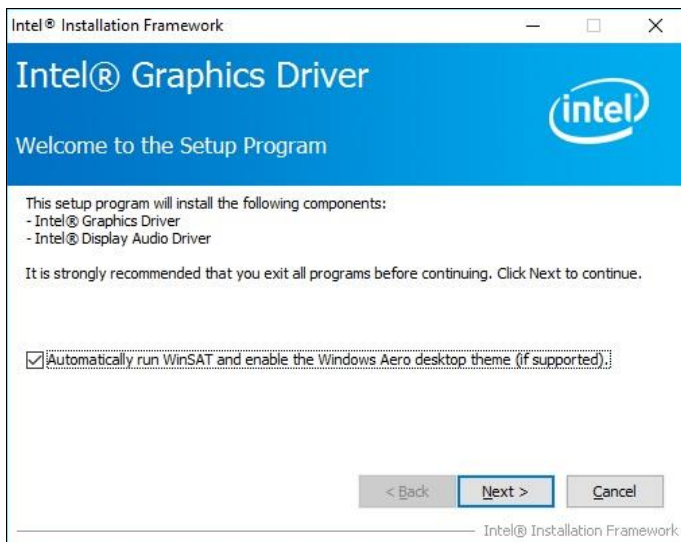 Intel® Installation Framework
Intel® Graphics Driver
intel
Welcome to the Setup Program
This setup program will install the following components:
- Intel® Graphics Driver
- Intel® Display Audio Driver
It is strongly recommended that you exit all programs before continuing. Click Next to continue.
Automatically run WinSAT and enable the Windows Aero desktop theme (if supported).
< Back
Next >
Cancel
Intel® Installation Framework